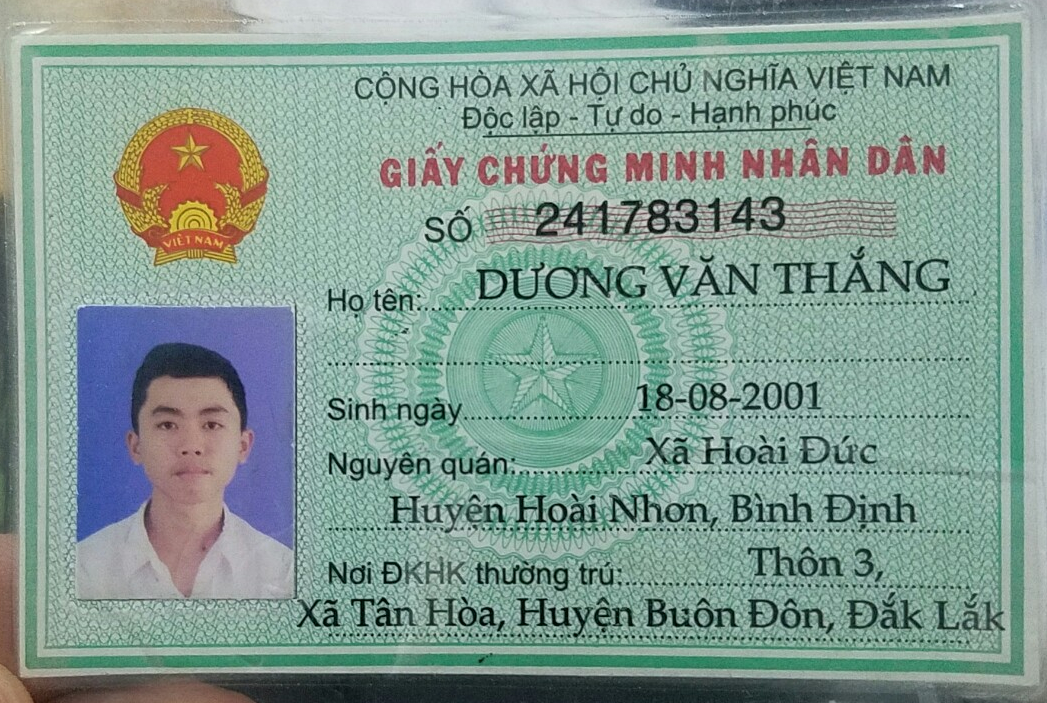 CỘNG HÒA XÃ HỘI CHỦ NGHĨA VIỆT NAM
Độc lập - Tự do - Hạnh phúc
GIẤY CHỨNG MINH NHÂN DÂN
SỐ 241783143
VIỆT NAM
Họ tên: DƯƠNG VĂN THẮNG
Sinh ngày 18-08-2001
Nguyên quán: Xã Hoài Đức
Huyện Hoài Nhơn, Bình Định
Nơi ĐKHK thường trú: Thôn 3,
Xã Tân Hòa, Huyện Buôn Đôn, Đắk Lắk